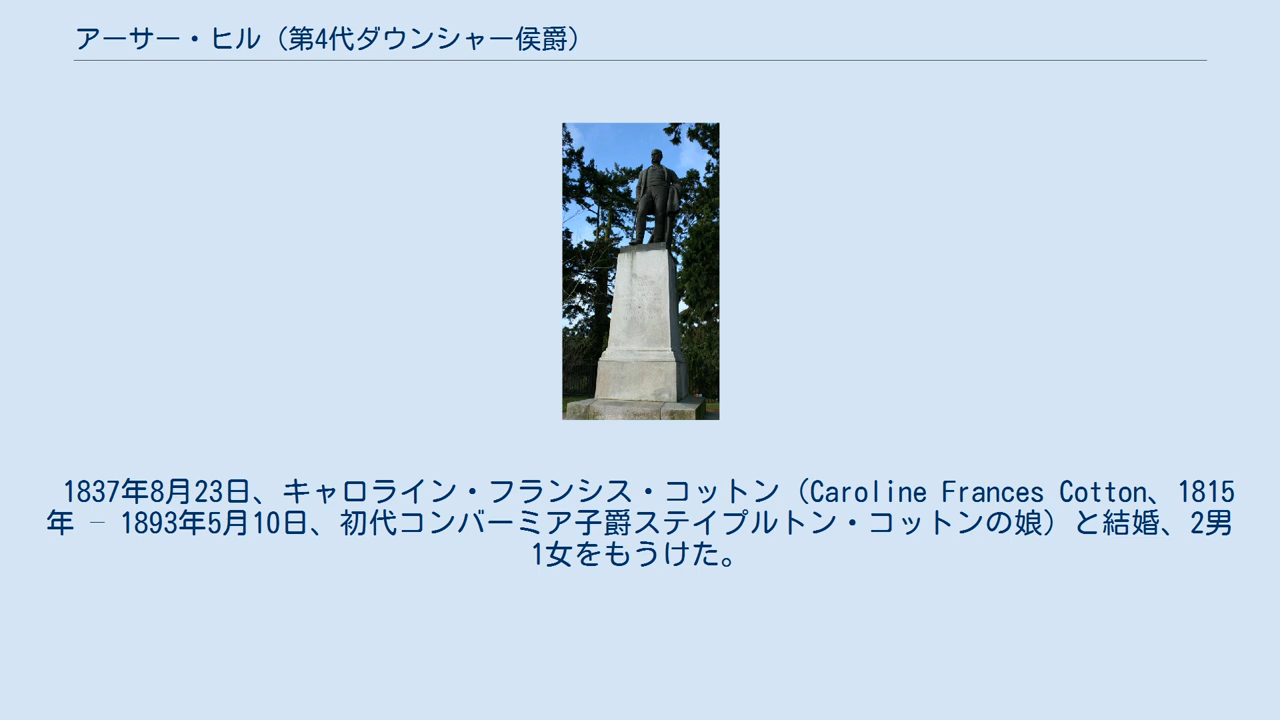 アーサー・ヒル（第4代ダウンシャー侯爵）
1837年8月23日、キャロライン・フランシス・コットン（Caroline Frances Cotton、1815
年 – 1893年5月10日、初代コンバーミア子爵ステイプルトン・コットンの娘）と結婚、2男
1女をもうけた。